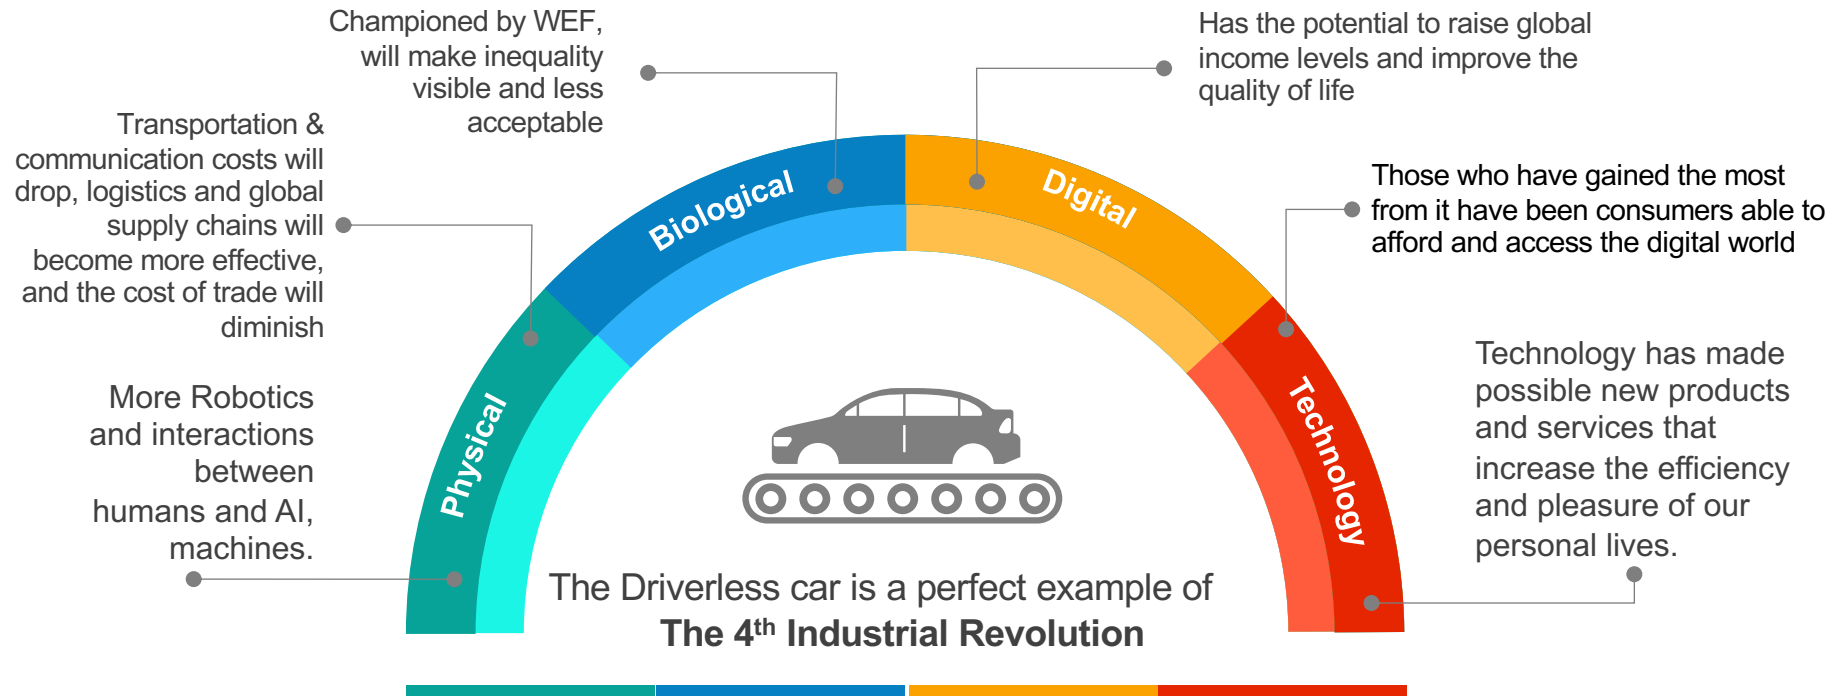 Championed by WEF,
will make inequality
visible and less
acceptable
Has the potential to raise global
income levels and improve the
quality of life
Transportation &
communication costs will
drop, logistics and global
supply chains will
become more effective,
and the cost of trade will
diminish
Those who have gained the most
from it have been consumers able to
afford and access the digital world
More Robotics
and interactions
between
humans and AI,
machines.
Technology has made
possible new products
and services that
increase the efficiency
and pleasure of our
personal lives.
Physical
Biological
Digital
Technology
The Driverless car is a perfect example of
The 4th Industrial Revolution